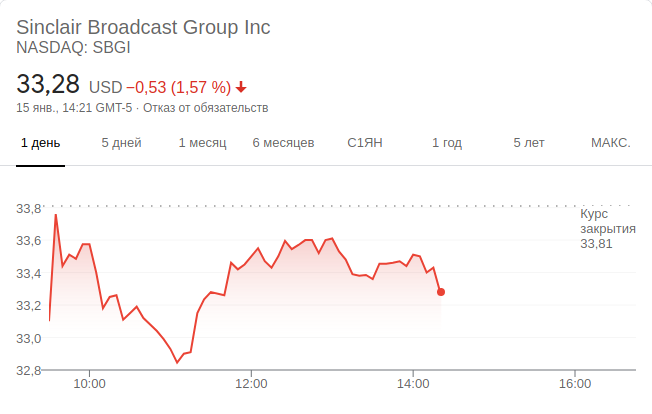 Sinclair Broadcast Group Inc
NASDAQ: SBGI
33,28 USD −0,53 (1,57 %)
15 янв., 14:21 GMT-5 · Отказ от обязательств
1 день 5 дней 1 месяц 6 месяцев С1ЯН 1 год 5 лет МАКС.
33,8
Курс
закрытия
33,81
33,6
33,4
33,2
33,0
32,8
10:00 12:00 14:00 16:00